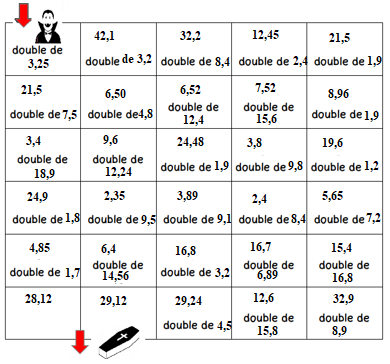 double de
3,25
42,1
double de 3,2
32,2
double de 8,4
12,45
double de 2,4
21,5
double de 1,9
21,5
double de 7,5
6,50
double de4,8
6,52
double de
12,4
7,52
double de
15,6
8,96
double de 1,9
3,4
double de
18,9
9,6
double de
12,24
24,48
double de 1,9
3,8
double de 9,8
19,6
double de 1,2
24,9
double de 1,8
2,35
double de 9,5
3,89
double de 9,1
2,4
double de 8,4
5,65
double de 7,2
4,85
double de 1,7
6,4
double de
14,56
16,8
double de 3,2
16,7
double de
6,89
15,4
double de
16,8
28,12
29,12
29,24
double de 4,5
12,6
double de
15,8
32,9
double de
8,9